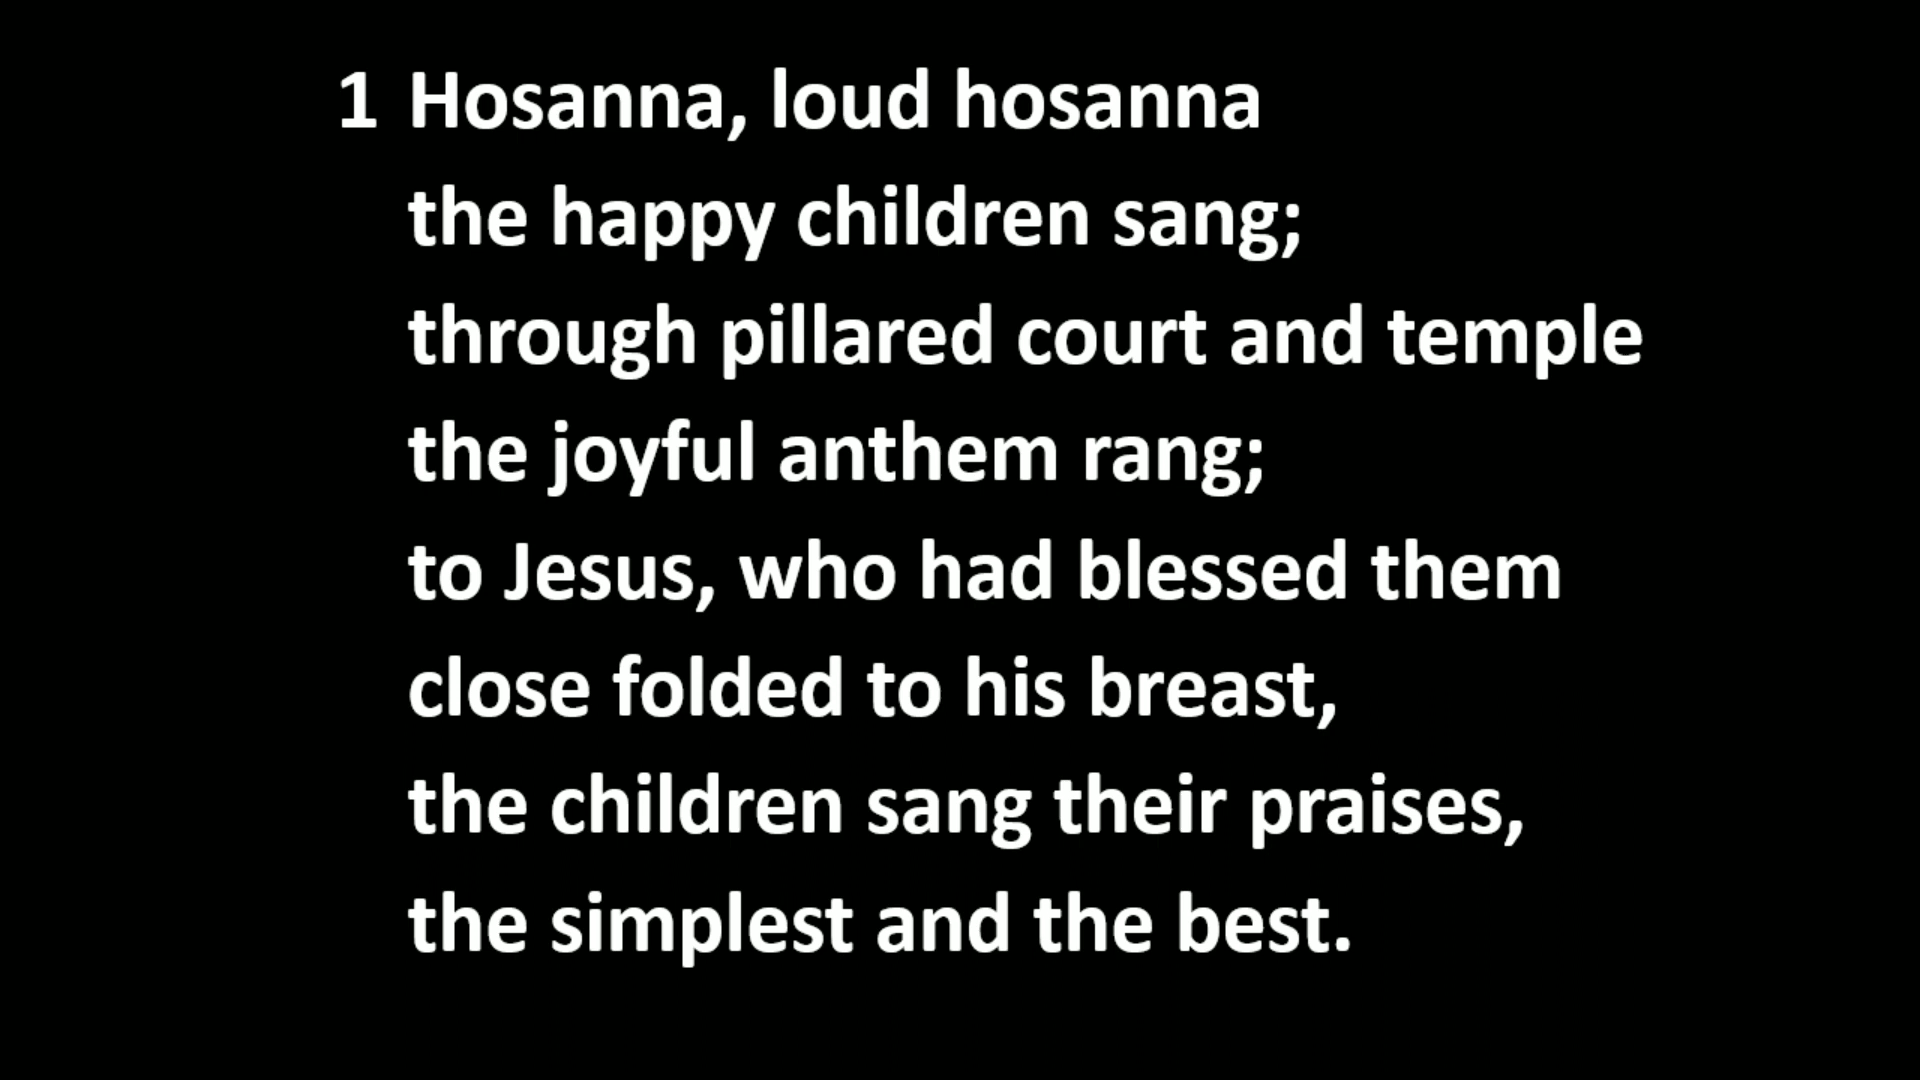 1 Hosanna, loud hosanna
the happy children sang;
through pillared court and temple
the joyful anthem rang;
to Jesus, who had blessed them
close folded to his breast,
the children sang their praises,
the simplest and the best.